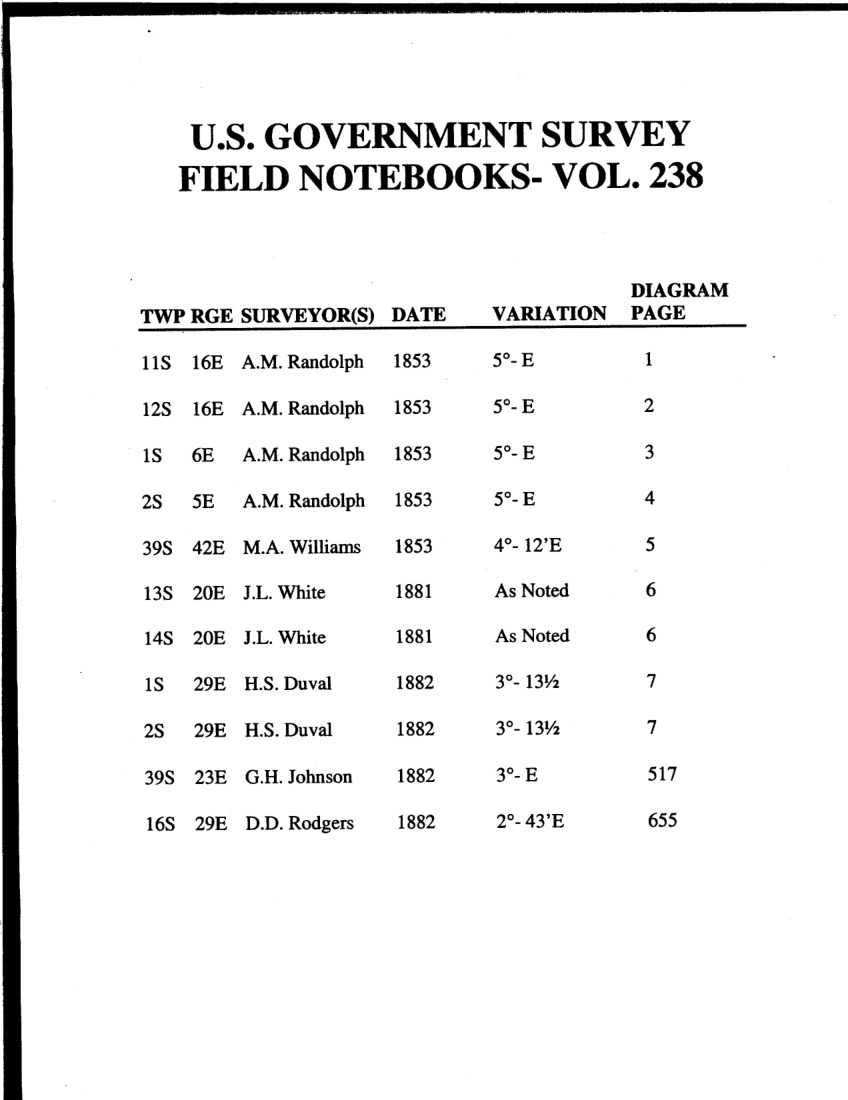 U.S. GOVERNMENT SURVEY
FIELD NOTEBOOKS- VOL. 238
DIAGRAM
TWP RGE SURVEYOR(S) DATE VARIATION PAGE
11S 16E A.M. Randolph 1853 5°- E 1
12S 16E A.M. Randolph 1853 5°- E 2
1S 6E A.M. Randolph 1853 5°- E 3
2S 5E A.M. Randolph 1853 5°- E 4
39S 42E M.A. Williams 1853 4°- 12’E 5
13S 20E J.L. White 1881 As Noted 6
14S 20E J.L. White 1881 As Noted 6
1S 29E H.S. Duval 1882 3°- 13½ 7
2S 29E H.S. Duval 1882 3°- 13½ 7
39S 23E G.H. Johnson 1882 3°- E 517
16S 29E D.D. Rodgers 1882 2°- 43’E 655